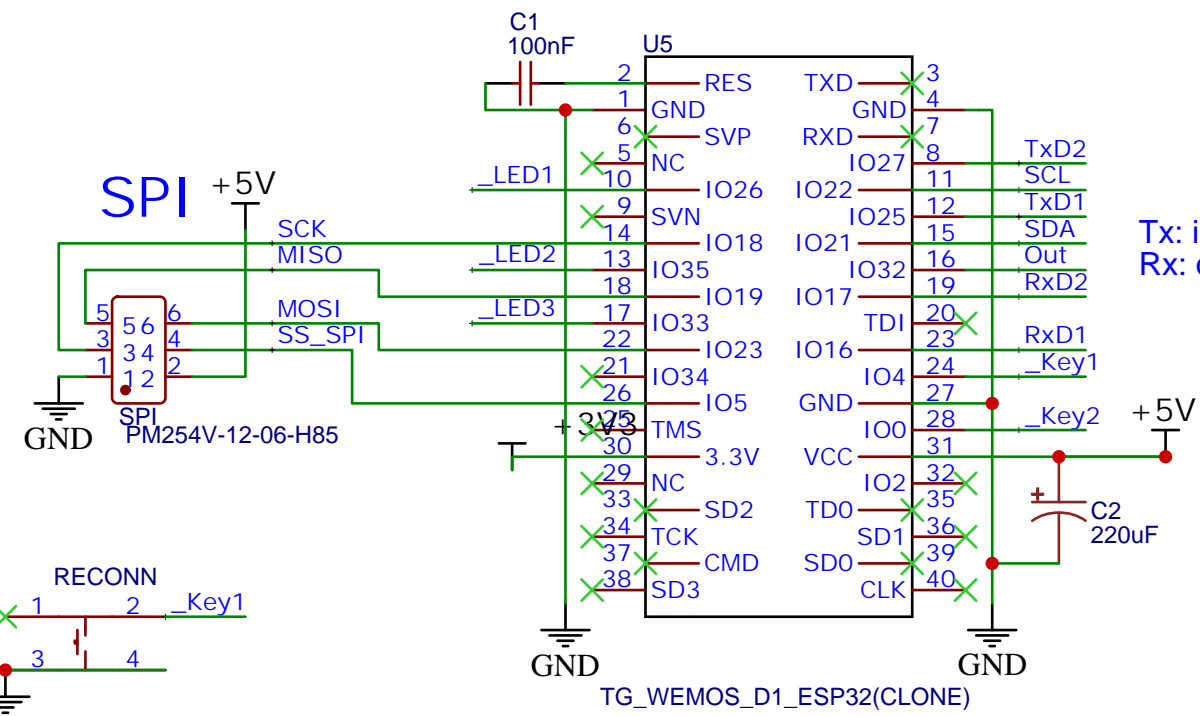 C1
100nF
U5
2 RES TXD 3
1 GND GND 4
6 SVP RXD 7
5 NC IO27 8 TxD2
_LED1 10 IO26 IO22 11 SCL
9 SVN IO25 12 TxD1
SPI +5V
SCK 14 IO18 IO21 15 SDA
MISO _LED2 13 IO35 IO32 16 Out
18 IO19 IO17 19 RxD2
Tx: i
Rx:
5 5 6 6 MOSI _LED3 17 IO33 TDI 20
3 3 4 4 SS_SPI 22 IO23 IO16 23 RxD1
1 1 2 2 21 IO34 IO4 24 _Key1
26 IO5 GND 27
GND SPI
PM254V-12-06-H85
+3V3 25 TMS IO0 28 _Key2 +5V
30 3.3V VCC 31
29 NC IO2 32
33 SD2 TD0 35
34 TCK SD1 36
37 CMD SD0 39
38 SD3 CLK 40
C2
220uF
RECONN
1 2 _Key1
3 4
GND
GND
TG_WEMOS_D1_ESP32(CLONE)